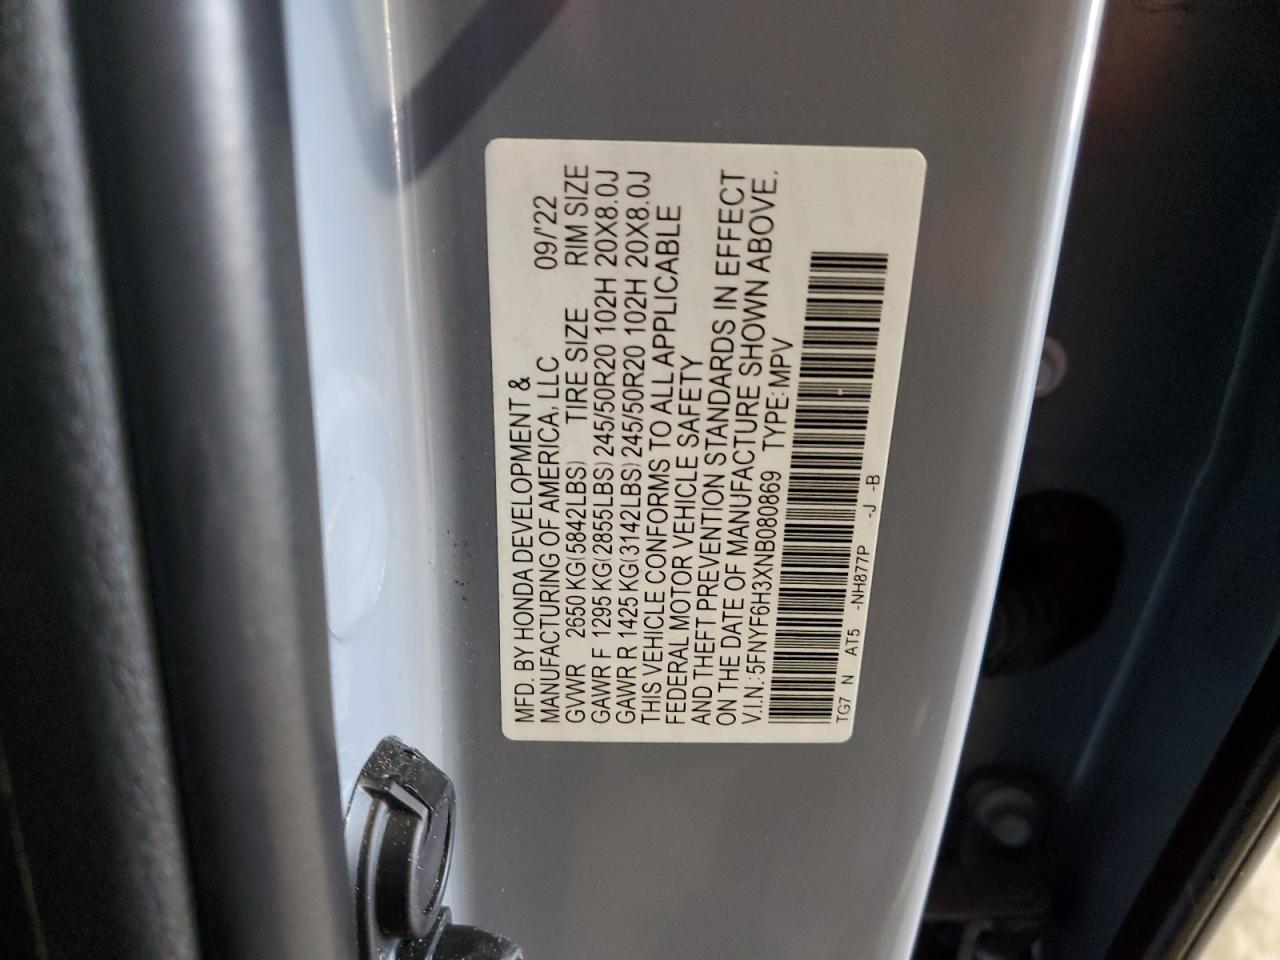 MFD. BY HONDA DEVELOPMENT & 09/'22
MANUFACTURING OF AMERICA, LLC
GVWR 2650 KG(5842LBS) TIRE SIZE RIM SIZE
GAWR F 1295 KG(2855LBS) 245/50R20 102H 20X8.0J
GAWR R 1425 KG(3142LBS) 245/50R20 102H 20X8.0J
THIS VEHICLE CONFORMS TO ALL APPLICABLE
FEDERAL MOTOR VEHICLE SAFETY
AND THEFT PREVENTION STANDARDS IN EFFECT
ON THE DATE OF MANUFACTURE SHOWN ABOVE.
V.I.N.:5FNYF6H3XNB080869 TYPE:MPV
TG7 N AT5 -NH877P -J -B